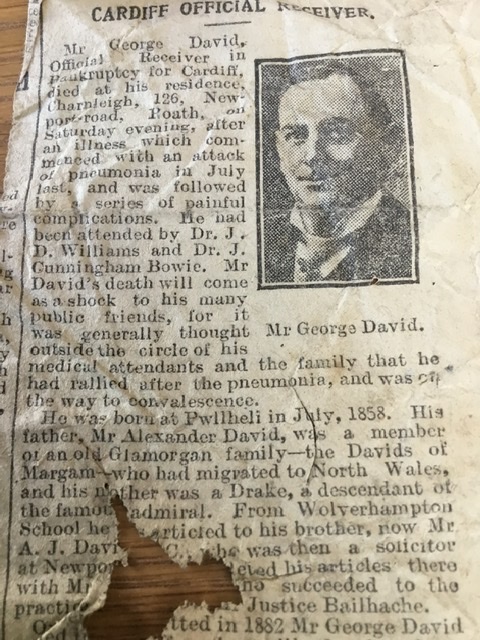 CARDIFF OFFICIAL RECEIVER.
Mr George David,
Official Receiver in
bankruptcy for Cardiff,
died at his residence,
Charnleigh, 126, New-
port-road, Roath, on
Saturday evening, after
an illness which com-
menced with an attack
of pneumonia in July
last, and was followed
by a series of painful
complications. He had
been attended by Dr. J.
D. Williams and Dr. J.
Cunningham Bowie. Mr
David's death will come
as a shock to his many
public friends, for it
was generally thought
outside the circle of his
Mr George David.
medical attendants and the family that he
had rallied after the pneumonia, and was on
the way to convalescence.
He was born at Pwllheli in July, 1858. His
father, Mr Alexander David, was a member
of an old Glamorgan family—the Davids of
Margam—who had migrated to North Wales,
and his mother was a Drake, a descendant of
the famous admiral. From Wolverhampton
School he articled to his brother, now Mr.
A. J. Davi C., he was then a solicitor
at Newpor eted his articles there
with Mr who succeeded to the
practic Justice Bailhache.
tted in 1882 Mr George David